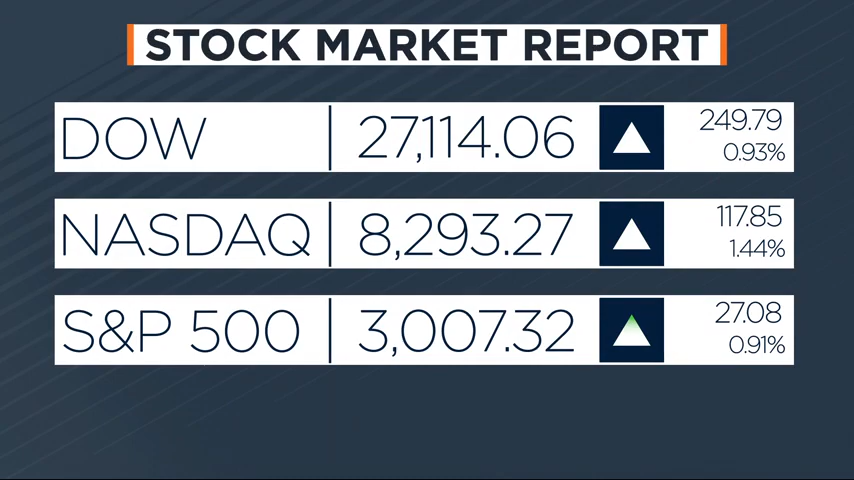 STOCK MARKET REPORT
DOW 27,114.06 249.79
0.93%
NASDAQ 8,293.27 117.85
1.44%
S&P 500 3,007.32 27.08
0.91%